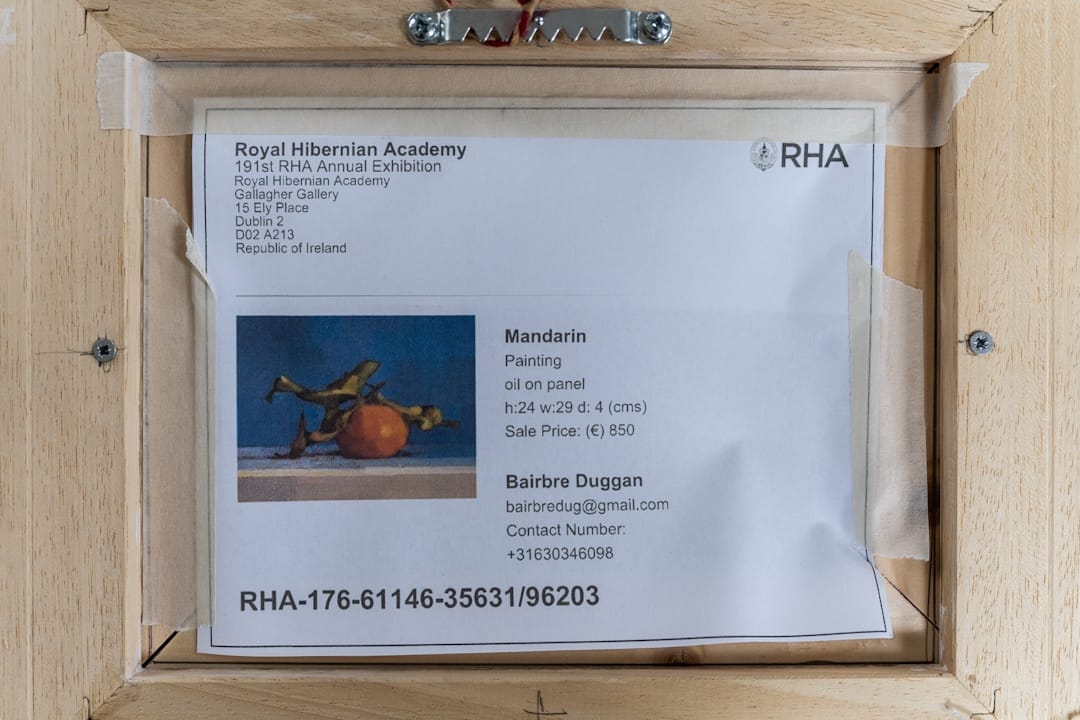 Royal Hibernian Academy
191st RHA Annual Exhibition
Royal Hibernian Academy
Gallagher Gallery
15 Ely Place
Dublin 2
D02 A213
Republic of Ireland
RHA
Mandarin
Painting
oil on panel
h:24 w:29 d: 4 (cms)
Sale Price: (€) 850
Bairbre Duggan
bairbredug@gmail.com
Contact Number:
+31630346098
RHA-176-61146-35631/96203